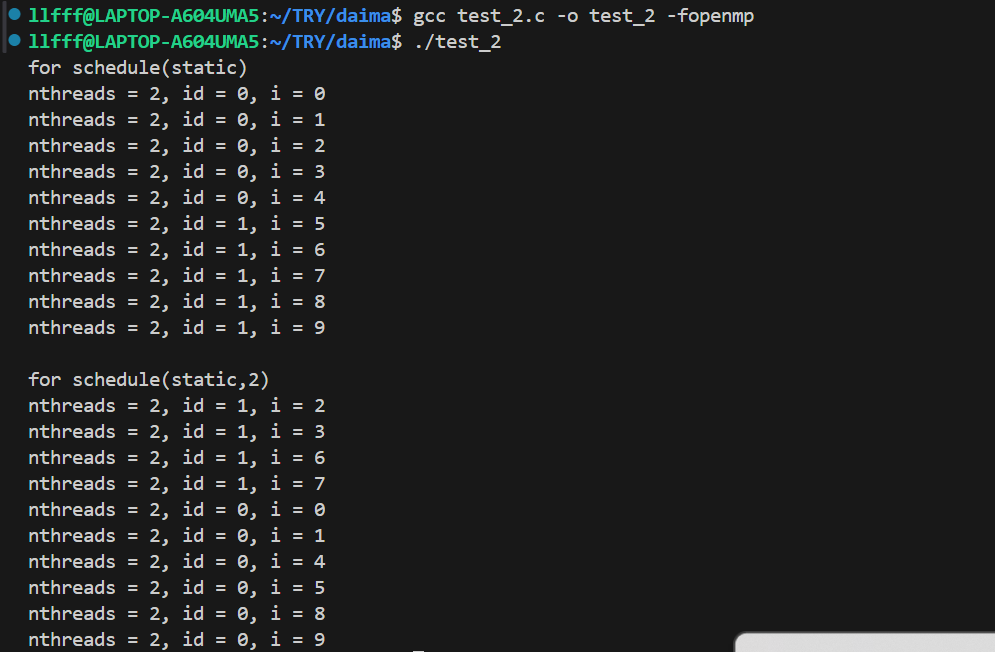 llfff@LAPTOP-A604UMA5:~/TRY/daima$ gcc test_2.c -o test_2 -fopenmp
llfff@LAPTOP-A604UMA5:~/TRY/daima$ ./test_2
for schedule(static)
nthreads = 2, id = 0, i = 0
nthreads = 2, id = 0, i = 1
nthreads = 2, id = 0, i = 2
nthreads = 2, id = 0, i = 3
nthreads = 2, id = 0, i = 4
nthreads = 2, id = 1, i = 5
nthreads = 2, id = 1, i = 6
nthreads = 2, id = 1, i = 7
nthreads = 2, id = 1, i = 8
nthreads = 2, id = 1, i = 9

for schedule(static,2)
nthreads = 2, id = 1, i = 2
nthreads = 2, id = 1, i = 3
nthreads = 2, id = 1, i = 6
nthreads = 2, id = 1, i = 7
nthreads = 2, id = 0, i = 0
nthreads = 2, id = 0, i = 1
nthreads = 2, id = 0, i = 4
nthreads = 2, id = 0, i = 5
nthreads = 2, id = 0, i = 8
nthreads = 2, id = 0, i = 9